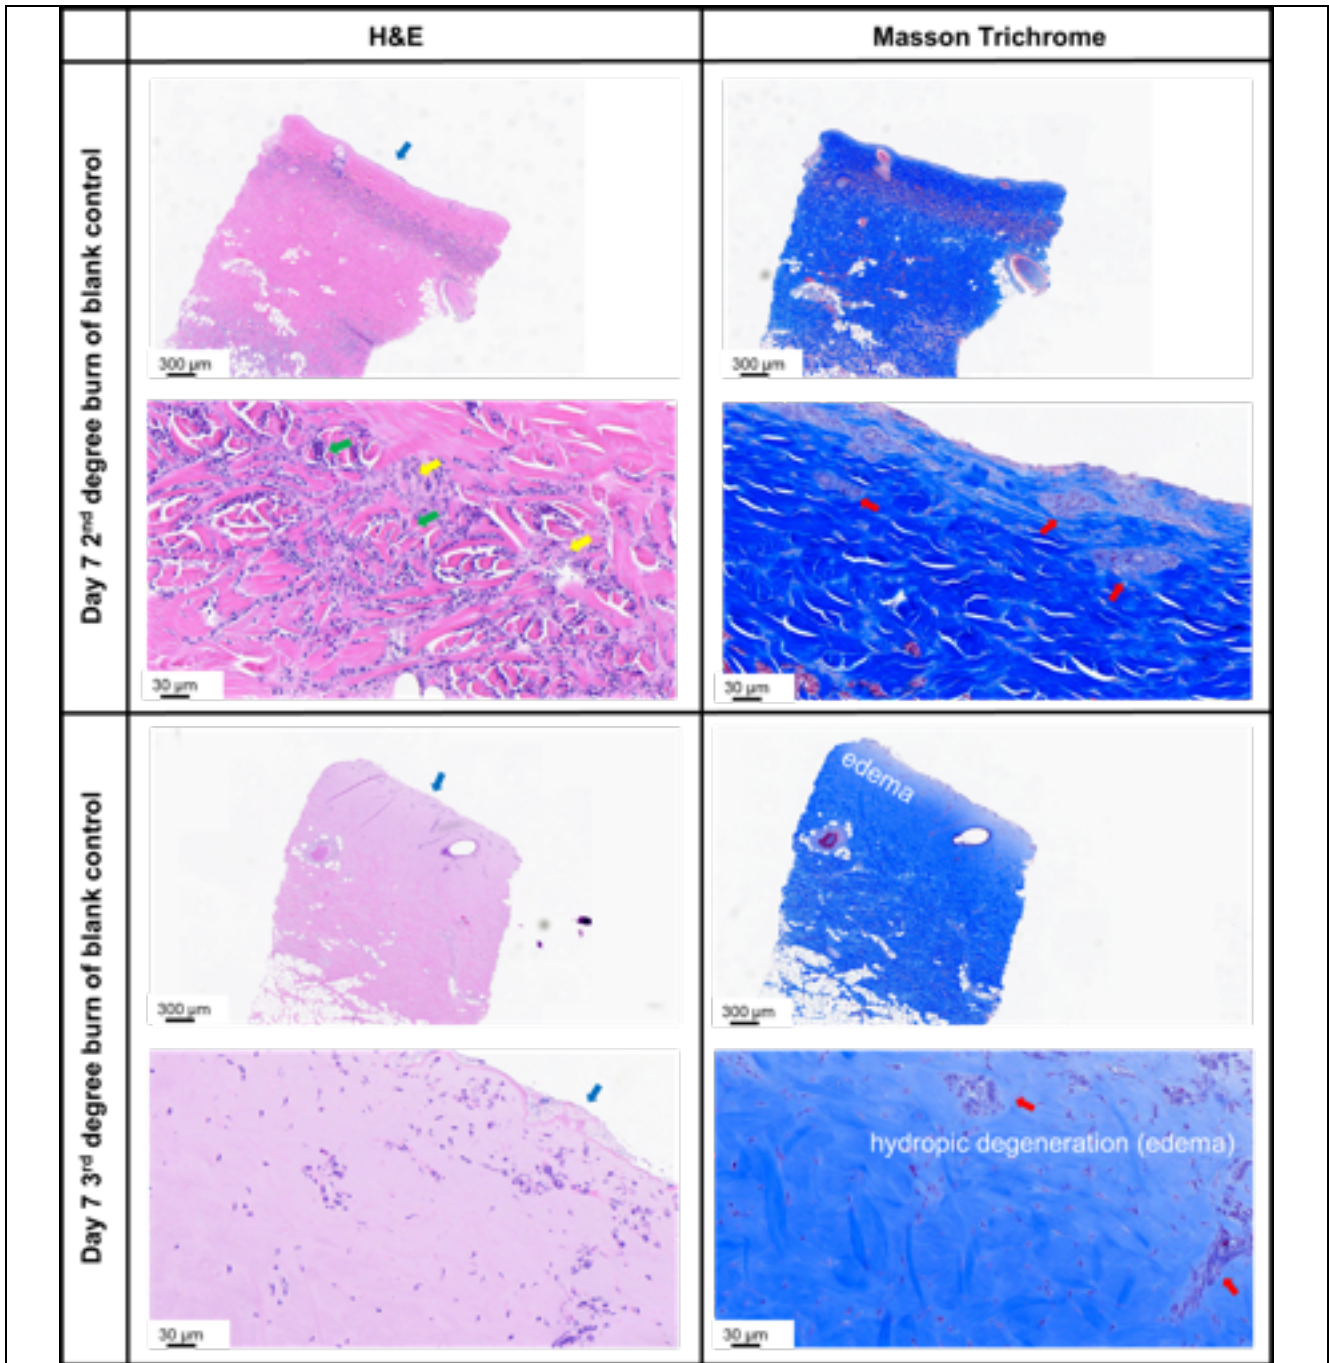 H&E
Masson Trichrome
Day 7 2nd degree burn of blank control
300 µm
300 µm
30 µm
30 µm
Day 7 3rd degree burn of blank control
edema
300 µm
300 µm
hydropic degeneration (edema)
30 µm
30 µm